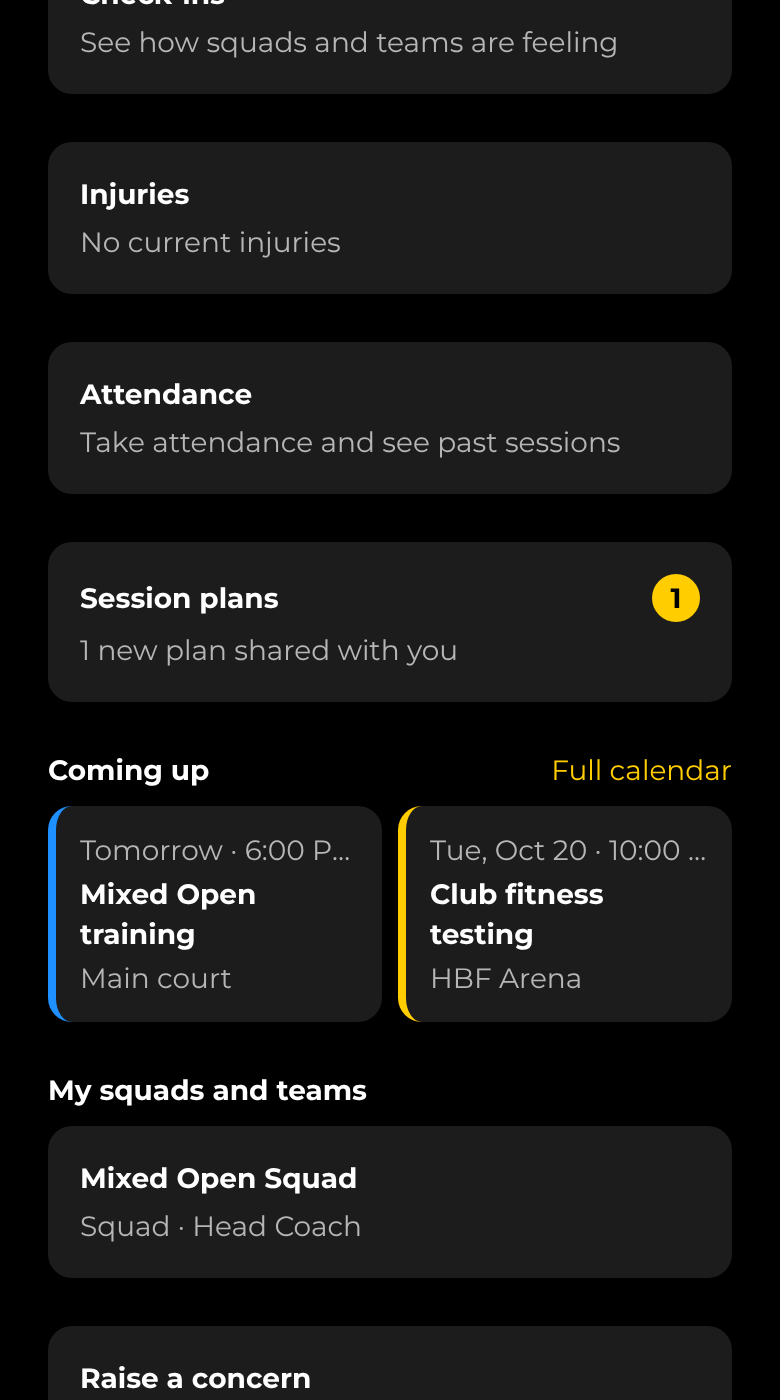 See how squads and teams are feeling
Injuries
No current injuries
Attendance
Take attendance and see past sessions
Session plans
1
1 new plan shared with you
Coming up
Full calendar
Tomorrow · 6:00 P...
Mixed Open
training
Main court
Tue, Oct 20 · 10:00 ...
Club fitness
testing
HBF Arena
My squads and teams
Mixed Open Squad
Squad · Head Coach
Raise a concern